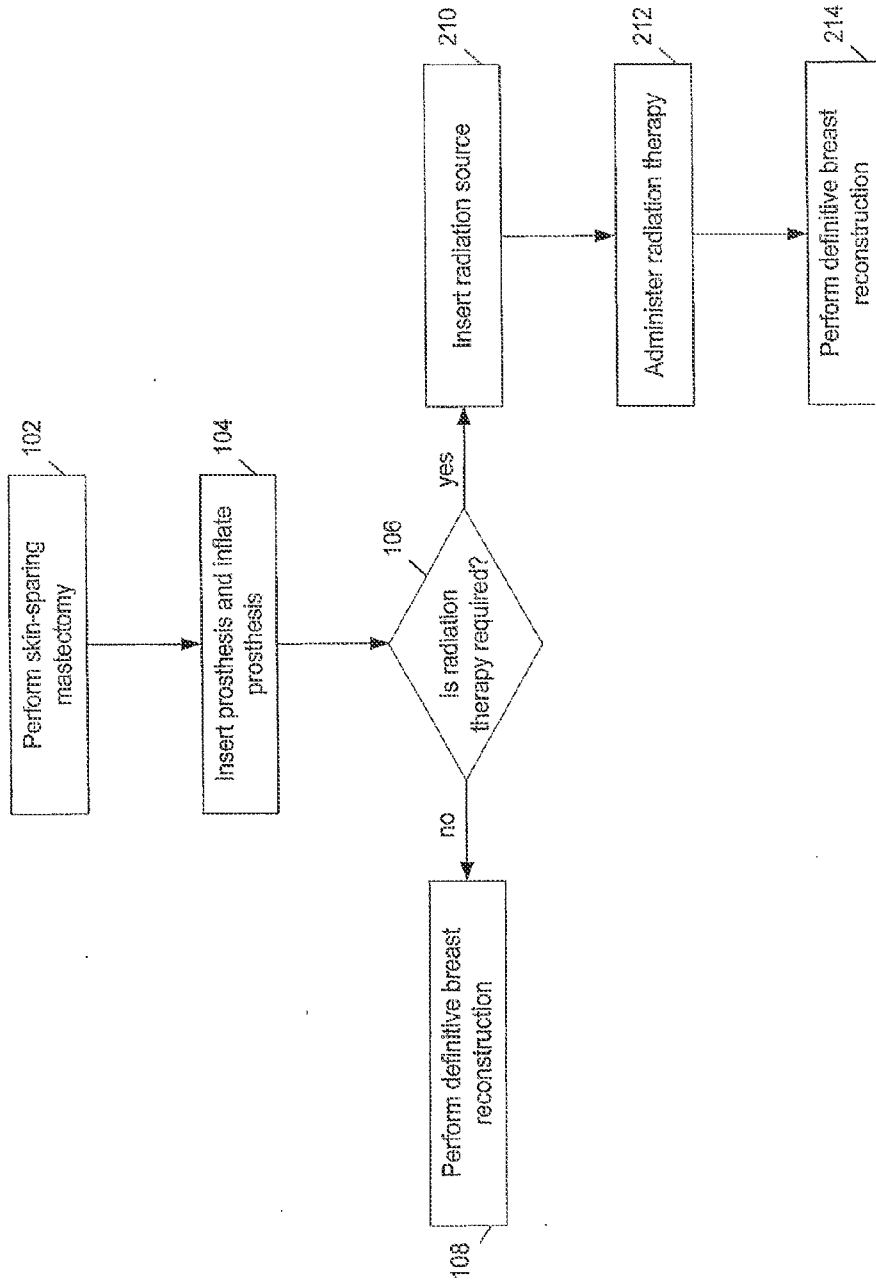 102
Perform skin-sparing
mastectomy
104
Insert prosthesis and inflate
prosthesis
106
Is radiation
therapy required?
no
yes
108
Perform definitive breast
reconstruction
210
Insert radiation source
212
Administer radiation therapy
214
Perform definitive breast
reconstruction